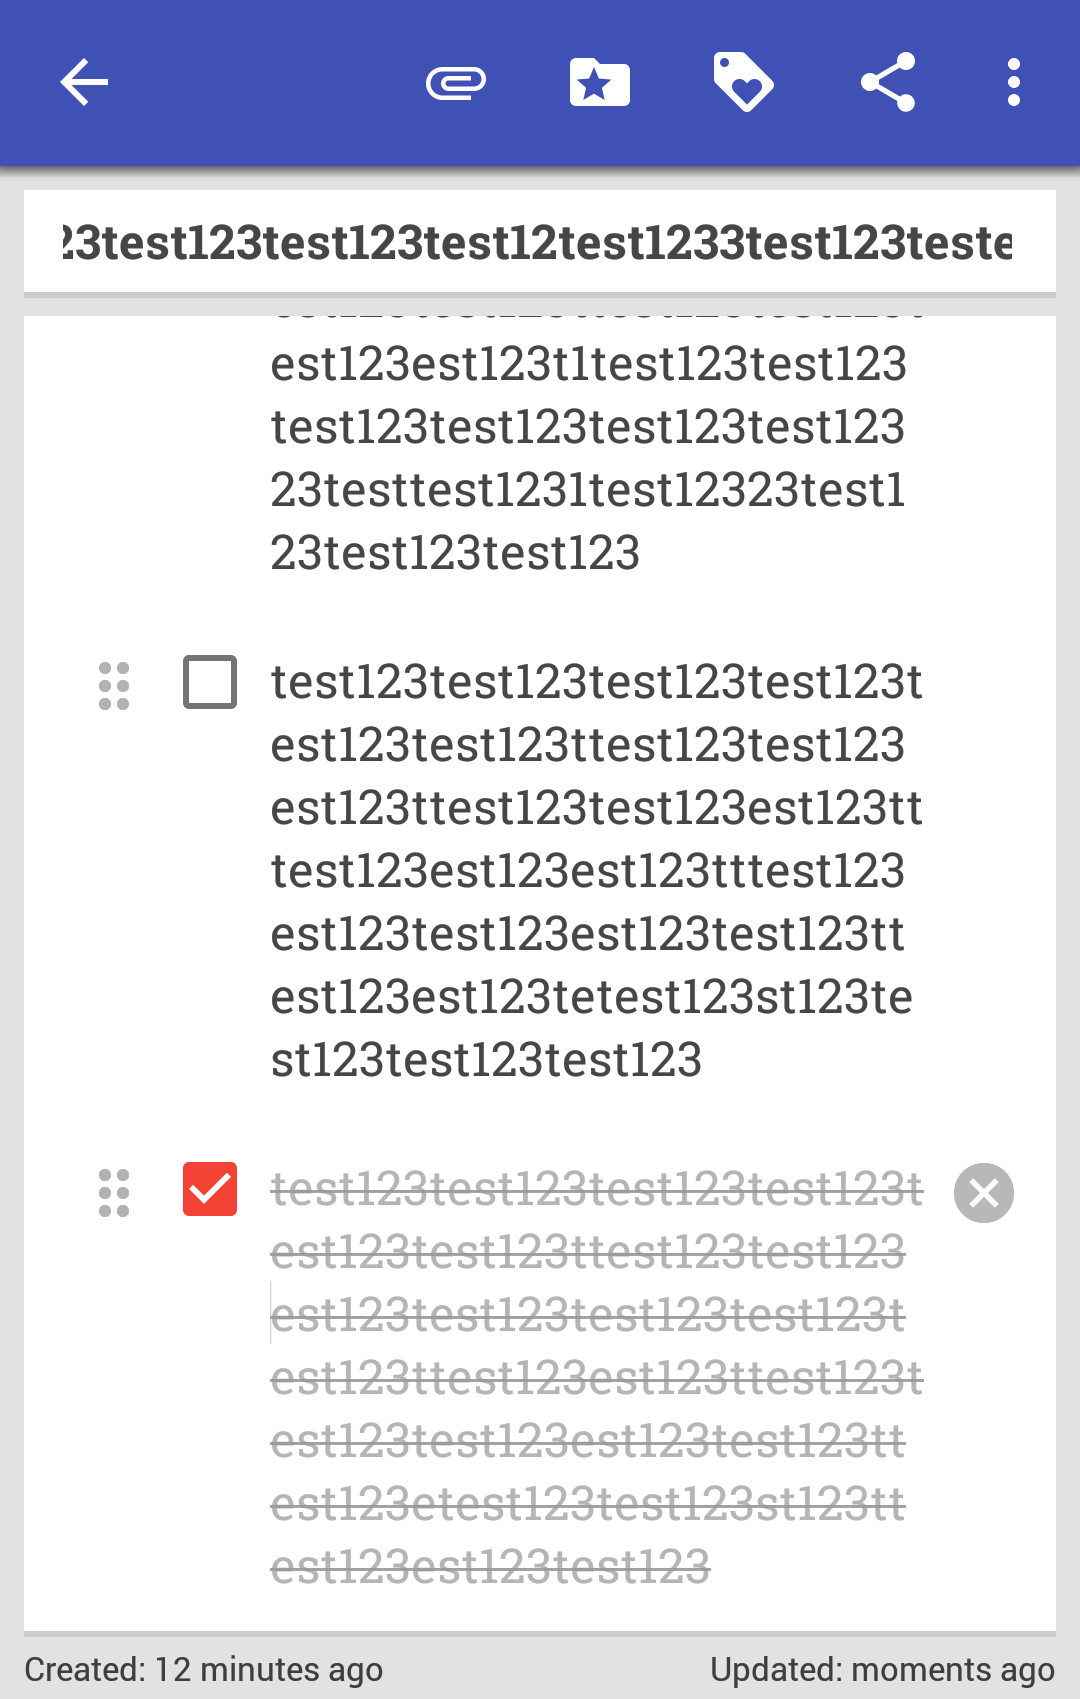 23test123test123test12test1233test123teste
est123est123t1test123test123
test123test123test123test123
23testtest1231test12323test1
23test123test123
test123test123test123test123t
est123test123ttest123test123
est123ttest123test123est123tt
test123est123est123tttest123
est123test123est123test123tt
est123est123tetest123st123te
st123test123test123
test123test123test123test123t
est123test123ttest123test123
est123test123test123test123t
est123ttest123est123ttest123t
est123test123est123test123tt
est123etest123test123st123tt
est123est123test123
Created: 12 minutes ago
Updated: moments ago